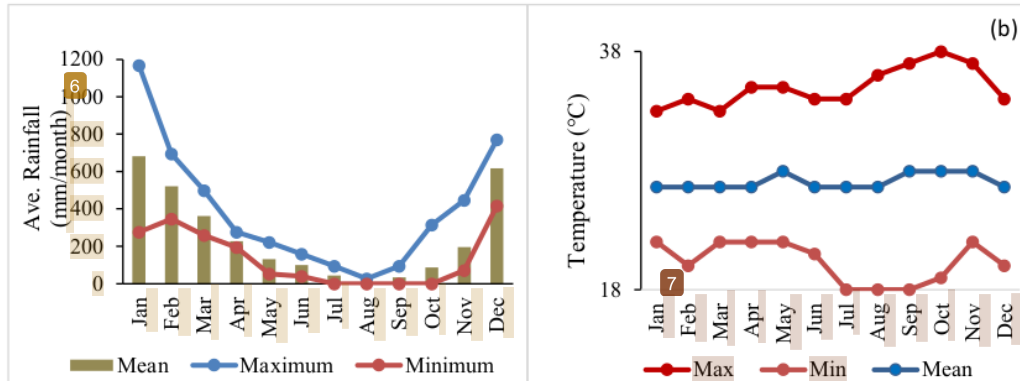 (b)
1200
1000
800
600
400
200
0
Ave. Rainfall
(mm/month)
6
Jan
Feb
Mar
Apr
May
Jun
Jul
Aug
Sep
Oct
Nov
Dec
Mean Maximum Minimum
38
18
Temperature (°C)
7
Jan
Feb
Mar
Apr
May
Jun
Jul
Aug
Sep
Oct
Nov
Dec
Max Min Mean